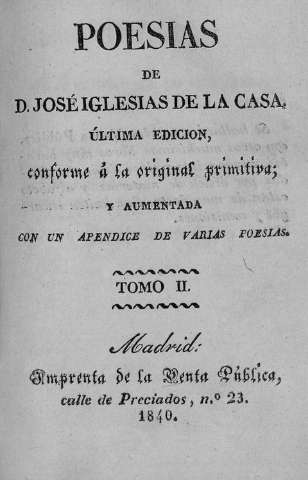 POESIAS
DE
D. JOSÉ IGLESIAS DE LA CASA.
ÚLTIMA EDICION,
conforme á la original primitiva;
Y AUMENTADA
CON UN APENDICE DE VARIAS POESIAS.
TOMO II.
Madrid:
Imprenta de la Venta Pública,
calle de Preciados, n.º 23.
1840.